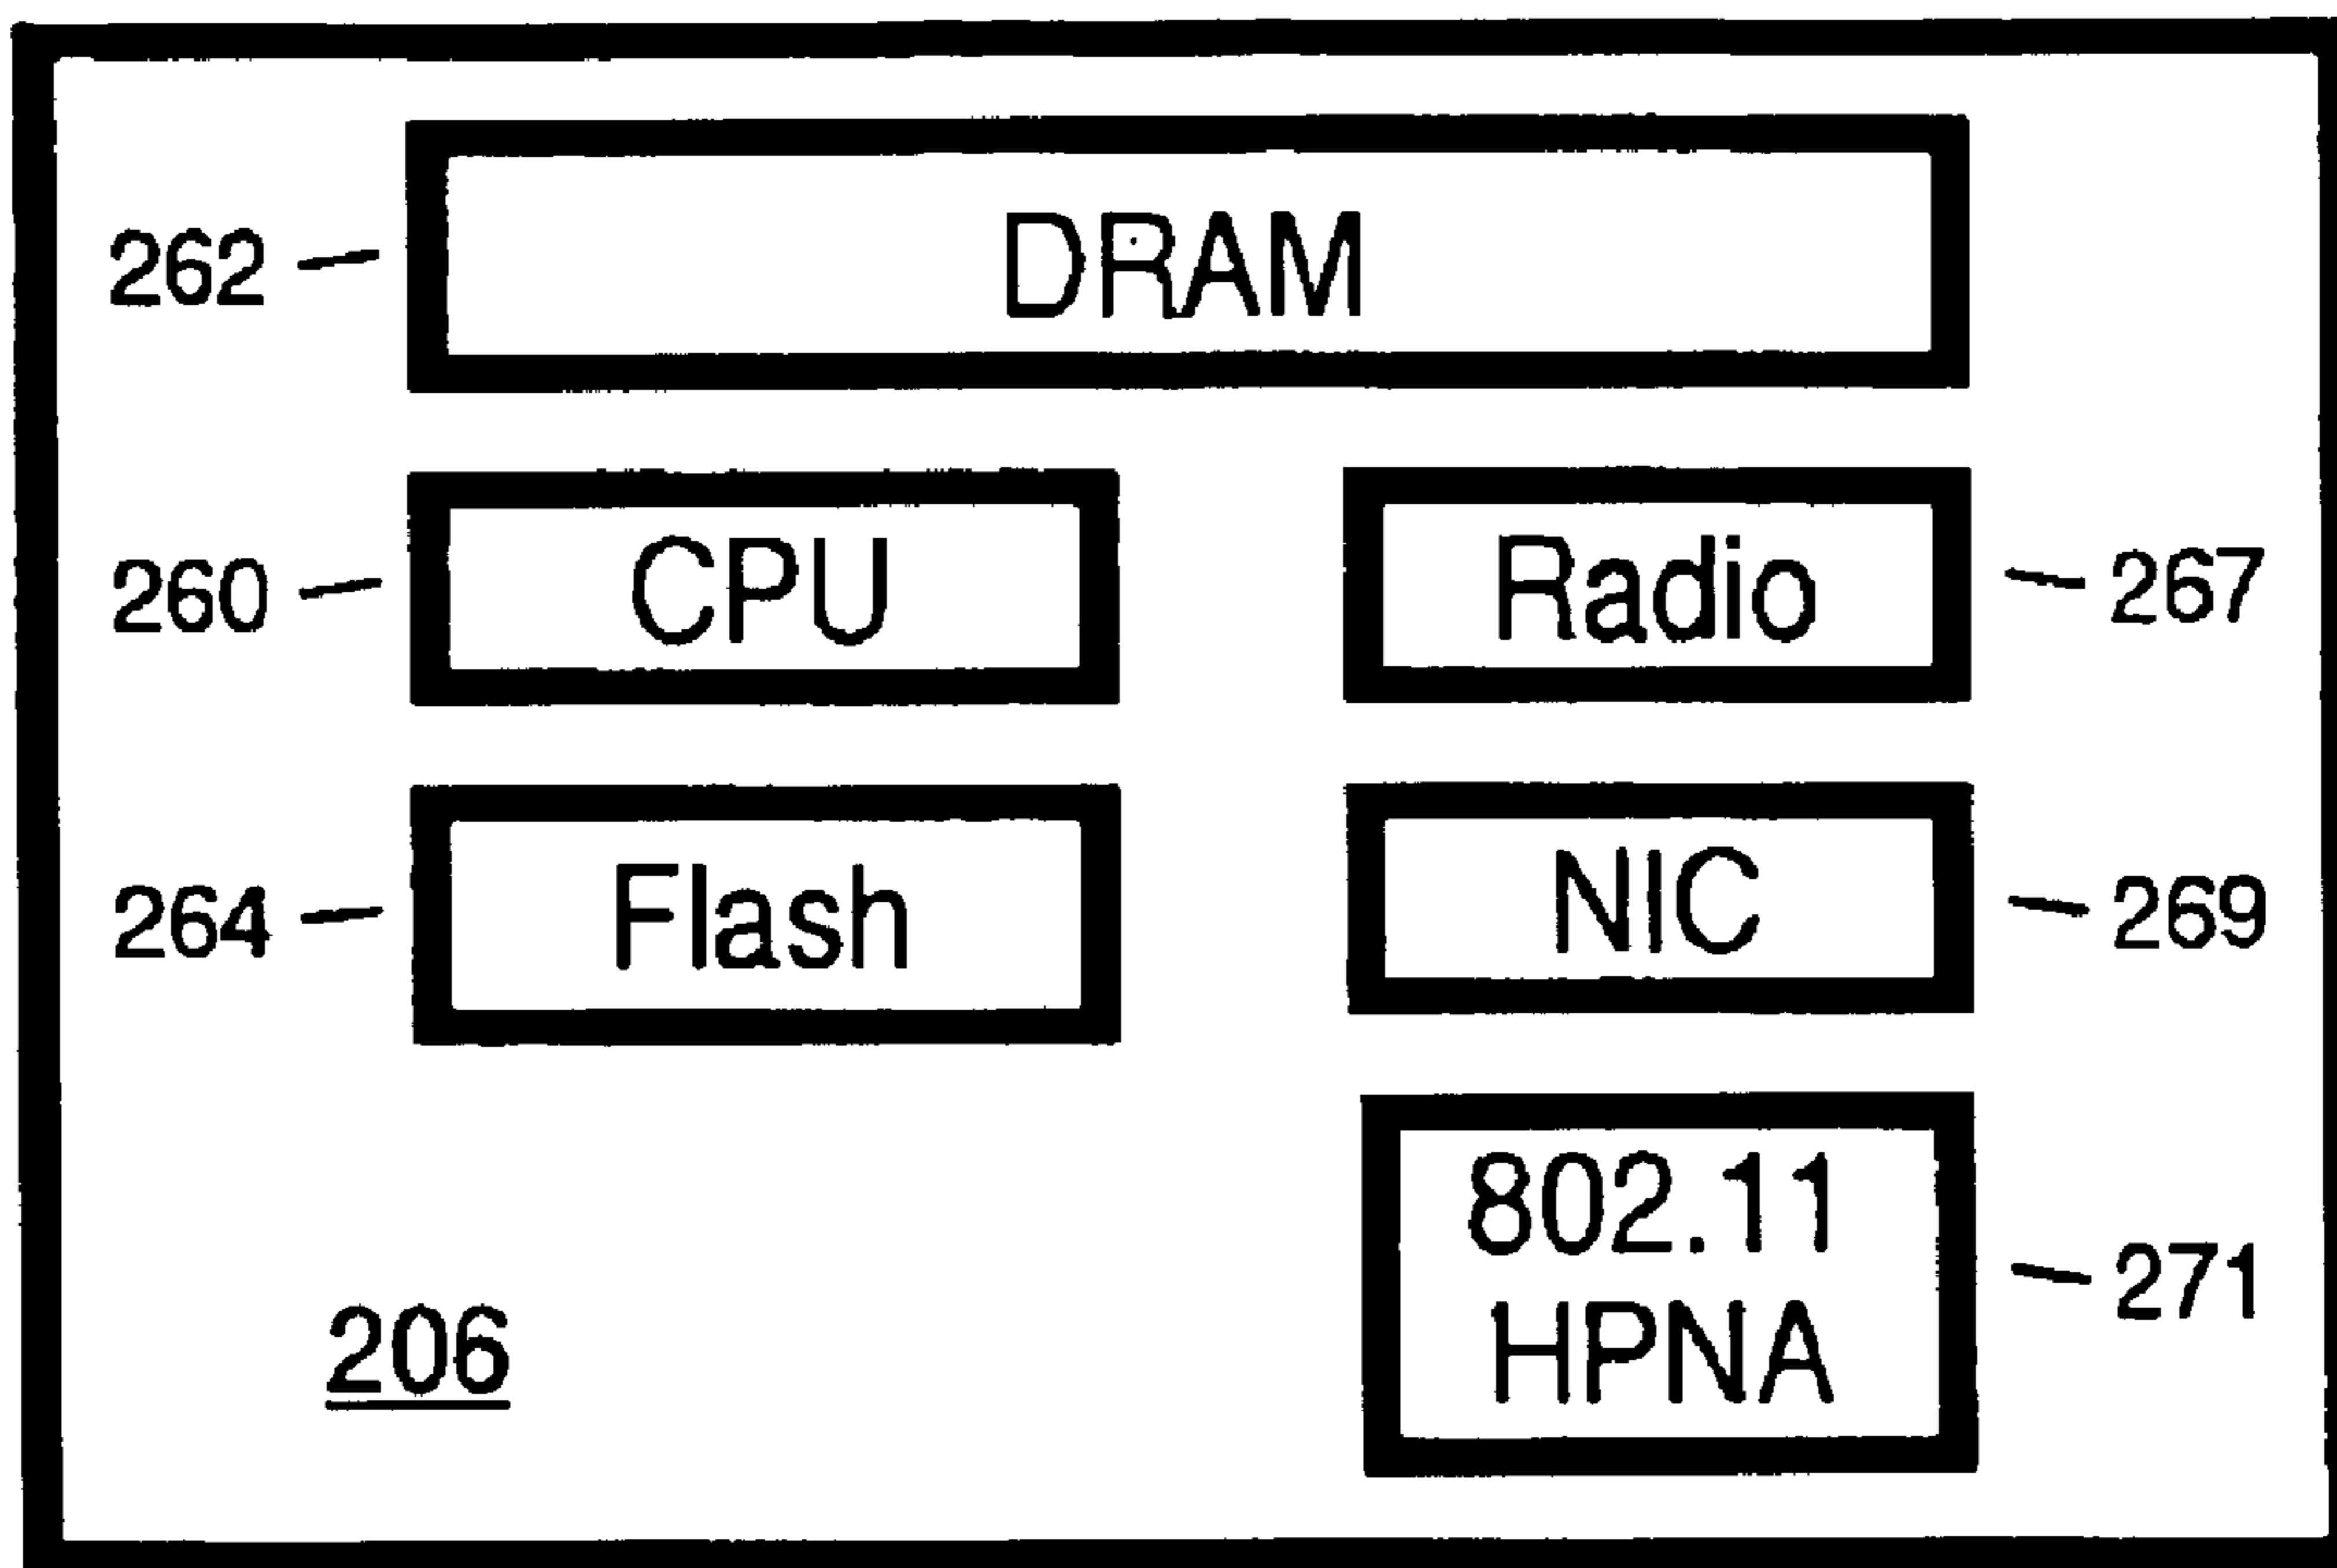 262 DRAM
260 CPU Radio 267
264 Flash NIC 269
802.11
HPNA 271
206